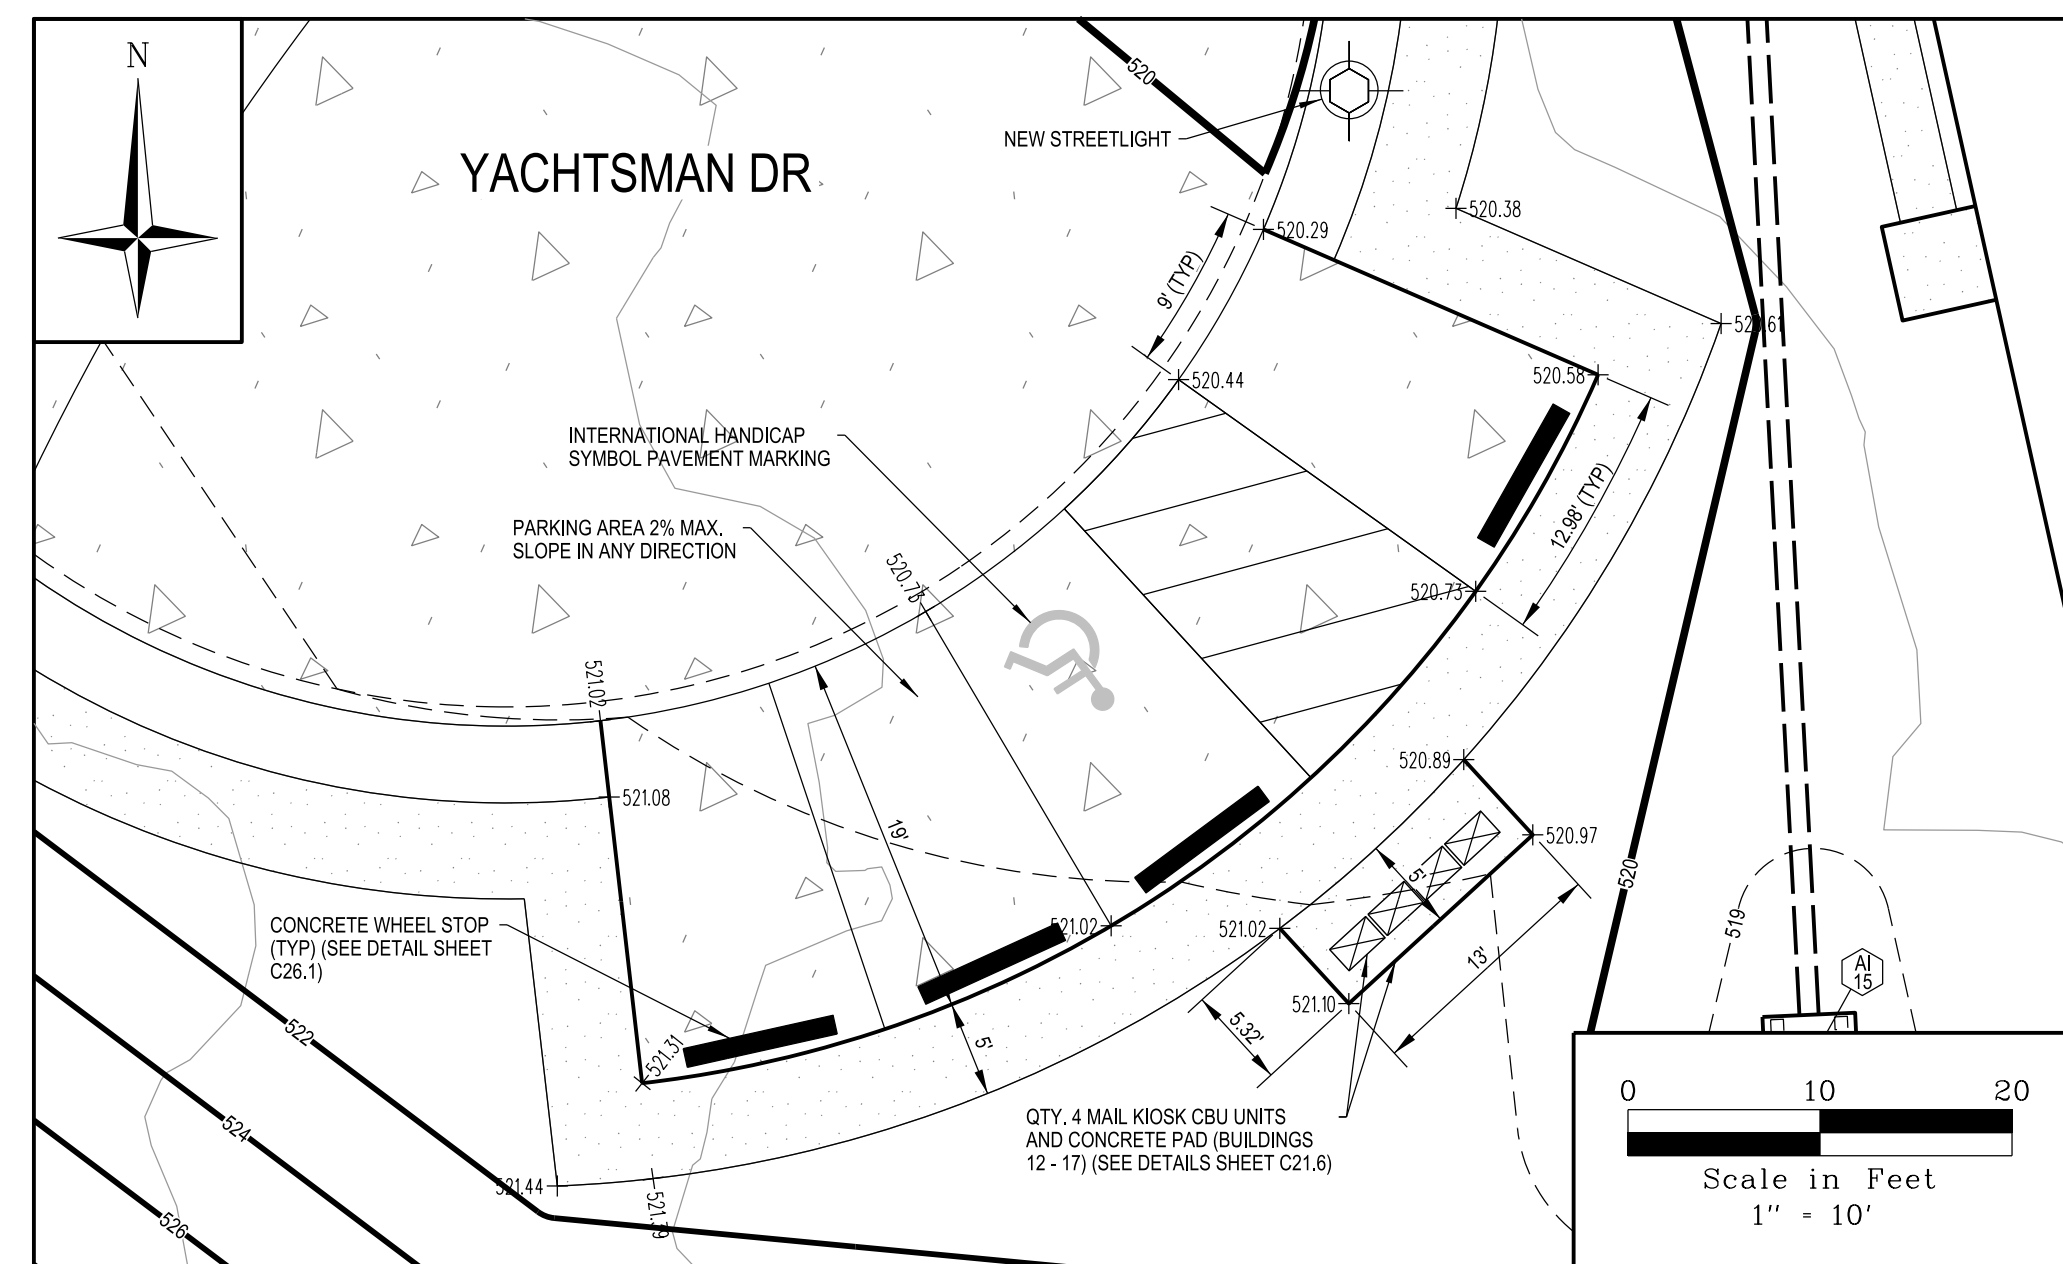 N
YACHTSMAN DR
520
NEW STREETLIGHT
520.38
520.29
9' (TYP)
520.61
520.58
520.44
INTERNATIONAL HANDICAP
SYMBOL PAVEMENT MARKING
12.98' (TYP)
PARKING AREA 2% MAX.
SLOPE IN ANY DIRECTION
520.73
521.02
520.89
521.08
19'
520.97
5'
520
CONCRETE WHEEL STOP
(TYP) (SEE DETAIL SHEET
C26.1)
521.02
521.02
519
13'
AI
15
521.10
5.32'
522
521.31
5'
524
QTY. 4 MAIL KIOSK CBU UNITS
AND CONCRETE PAD (BUILDINGS
12 - 17) (SEE DETAILS SHEET C21.6)
521.44
526
0 10 20
Scale in Feet
1" = 10'